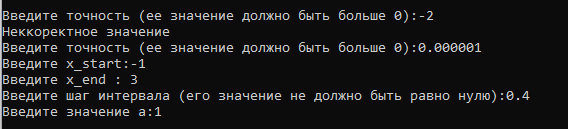 Введите точность (ее значение должно быть больше 0):-2
Неккоректное значение
Введите точность (ее значение должно быть больше 0):0.000001
Введите x_start:-1
Введите x_end : 3
Введите шаг интервала (его значение не должно быть равно нулю):0.4
Введите значение a:1